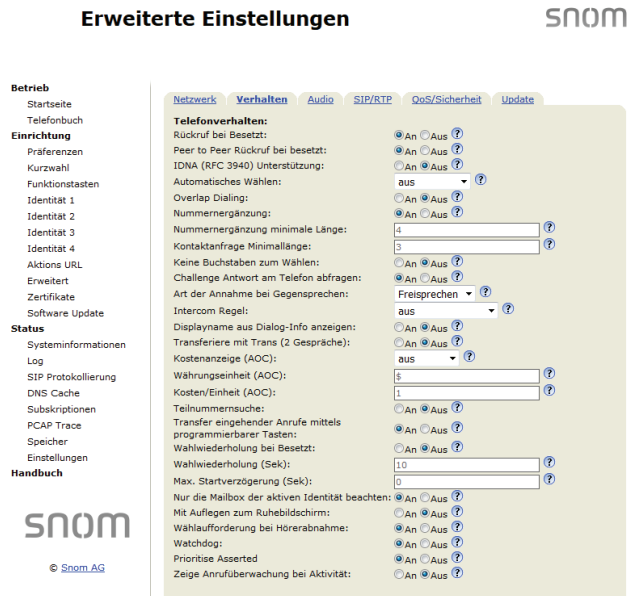 Erweiterte Einstellungen
snom
Betrieb
Startseite
Telefonbuch
Einrichtung
Präferenzen
Kurzwahl
Funktionstasten
Identität 1
Identität 2
Identität 3
Identität 4
Aktions URL
Erweitert
Zertifikate
Software Update
Status
Systeminformationen
Log
SIP Protokollierung
DNS Cache
Subskriptionen
PCAP Trace
Speicher
Einstellungen
Handbuch
snom
© Snom AG
Netzwerk Verhalten Audio SIP/RTP QoS/Sicherheit Update
Telefonverhalten:
Rückruf bei Besetzt: An Aus ?
Peer to Peer Rückruf bei besetzt: An Aus ?
IDNA (RFC 3940) Unterstützung: An Aus ?
Automatisches Wählen: aus ?
Overlap Dialing: An Aus ?
Nummernergänzung: An Aus ?
Nummernergänzung minimale Länge: 4 ?
Kontaktanfrage Minimallänge: 3 ?
Keine Buchstaben zum Wählen: An Aus ?
Challenge Antwort am Telefon abfragen: An Aus ?
Art der Annahme bei Gegensprechen: Freisprechen ?
Intercom Regel: aus ?
Displayname aus Dialog-Info anzeigen: An Aus ?
Transferiere mit Trans (2 Gespräche): An Aus ?
Kostenanzeige (AOC): aus ?
Währungseinheit (AOC): $ ?
Kosten/Einheit (AOC): 1 ?
Teilnummernsuche: An Aus ?
Transfer eingehender Anrufe mittels
programmierbarer Tasten: An Aus ?
Wahlwiederholung bei Besetzt: An Aus ?
Wahlwiederholung (Sek): 10 ?
Max. Startverzögerung (Sek): 0 ?
Nur die Mailbox der aktiven Identität beachten: An Aus ?
Mit Auflegen zum Ruhebildschirm: An Aus ?
Wählaufforderung bei Hörerabnahme: An Aus ?
Watchdog: An Aus ?
Prioritise Asserted An Aus ?
Zeige Anrufüberwachung bei Aktivität: An Aus ?